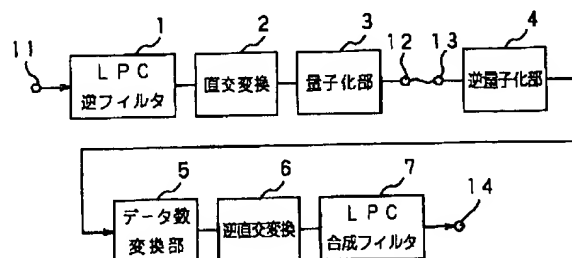 11
1
LPC
逆フィルタ
2
直交変換
3
量子化部
12
13
4
逆量子化部
5
データ数
変換部
6
逆直交変換
7
LPC
合成フィルタ
14